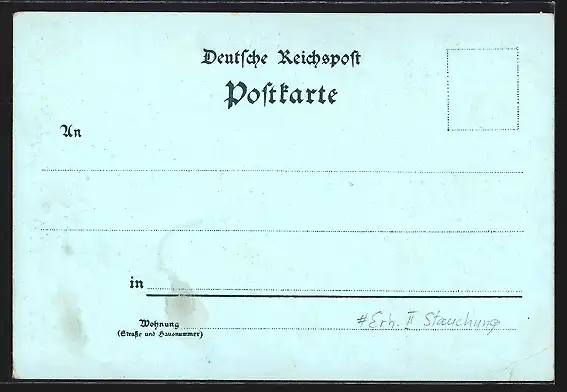 Deutsche Reichspost
Postkarte
An
in
Wohnung
(Straße und Hausnummer)
#Erh. II Stauchung